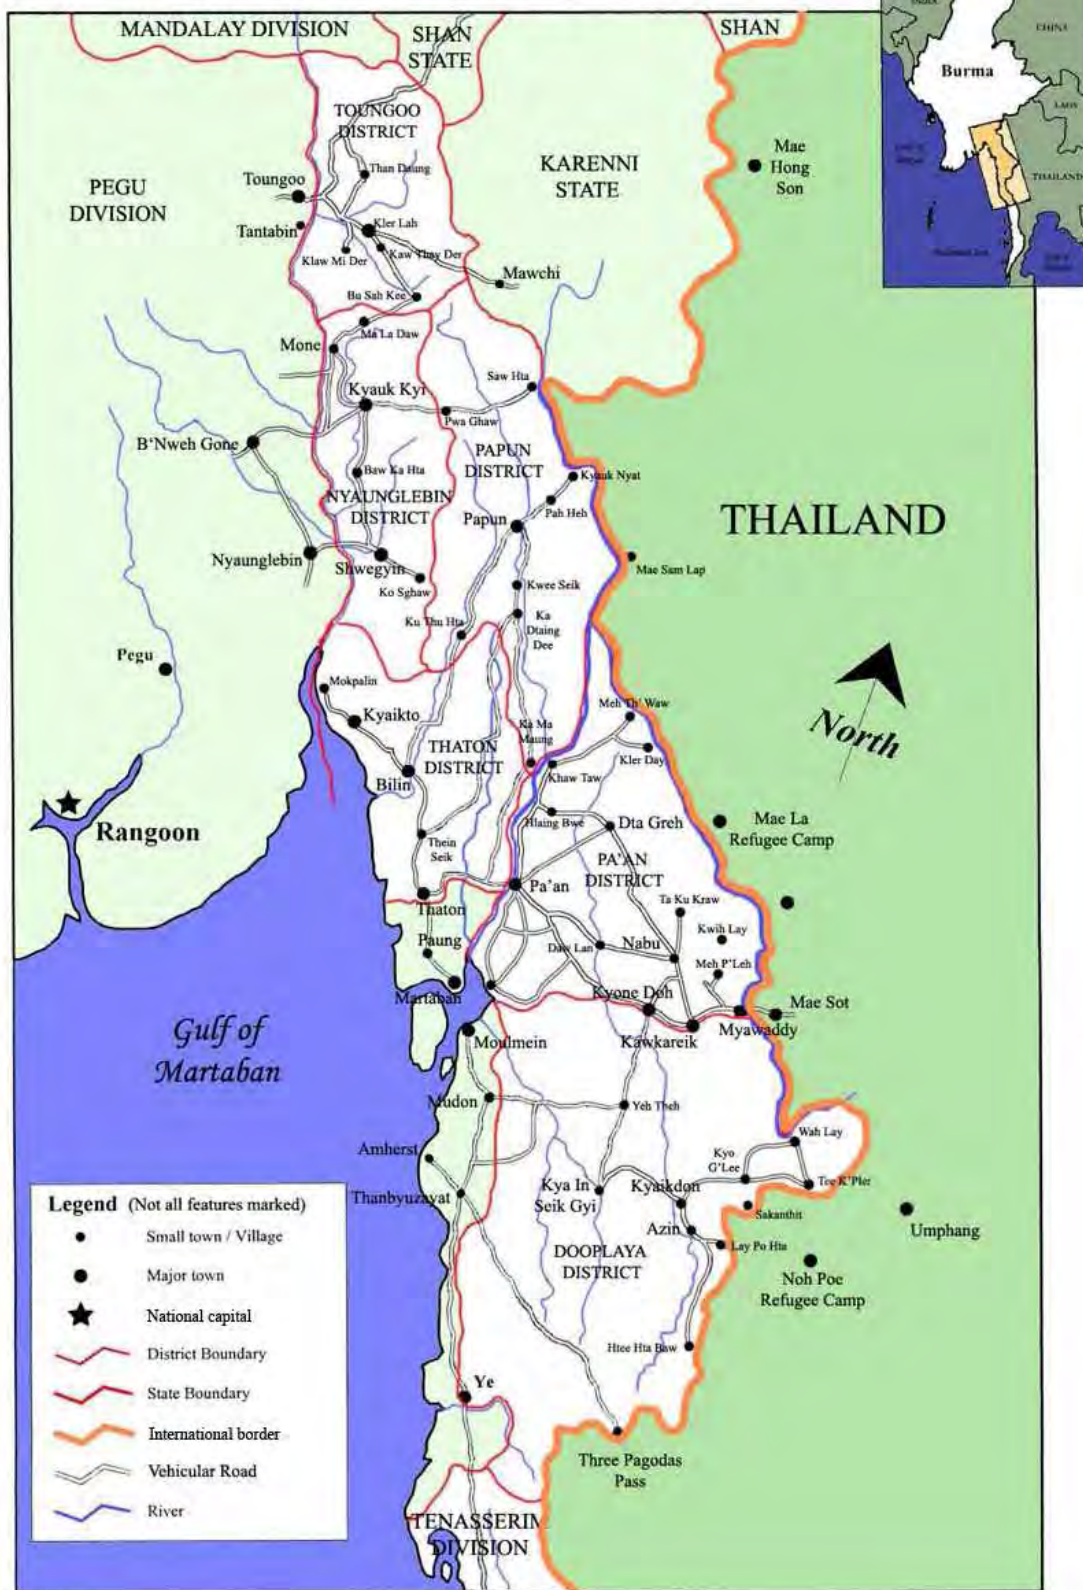 MANDALAY DIVISION
SHAN
STATE
SHAN
INDIA
CHINA
Burma
LAOS
THAILAND
TOUNGOO
DISTRICT
Than Daung
Toungoo
Tantabin
Kler Lah
Klaw Mi Der
Kaw Thay Der
Mawchi
Bu Sah Kee
PEGU
DIVISION
KARENNI
STATE
Mae
Hong
Son
Ma La Daw
Mone
Saw Hta
Kyauk Kyi
Pwa Ghaw
B'Nweh Gone
PAPUN
DISTRICT
Baw Ka Hta
Kyauk Nyat
NYAUNGLEBIN
DISTRICT
Pah Heh
Papun
THAILAND
Nyaunglebin
Shwegyin
Mae Sam Lap
Ko Sghaw
Kwee Seik
Ku Thu Hta
Ka
Dtaing
Dee
Pegu
Mokpalin
Kyaikto
Meh Th' Waw
North
Ka Ma
Maung
THATON
DISTRICT
Kler Day
Bilin
Khaw Taw
Rangoon
Hlaing Bwe
Dta Greh
Mae La
Refugee Camp
Thein
Seik
PA'AN
DISTRICT
Pa'an
Ta Ku Kraw
Thaton
Paung
Daw Lan
Nabu
Kwih Lay
Meh P'Leh
Martaban
Kyone Doh
Mae Sot
Myawaddy
Kawkareik
Gulf of
Martaban
Moulmein
Mudon
Yeh Theh
Amherst
Wah Lay
Kyo
G'Lee
Thanbyuzayat
Kya In
Seik Gyi
Kyaikdon
Tee K'Pler
Sakanthit
Umphang
Azin
Lay Po Hta
DOOPLAYA
DISTRICT
Noh Poe
Refugee Camp
Htee Hta Baw
Ye
Three Pagodas
Pass
TENASSERIM
DIVISION
Legend (Not all features marked)
Small town / Village
Major town
National capital
District Boundary
State Boundary
International border
Vehicular Road
River